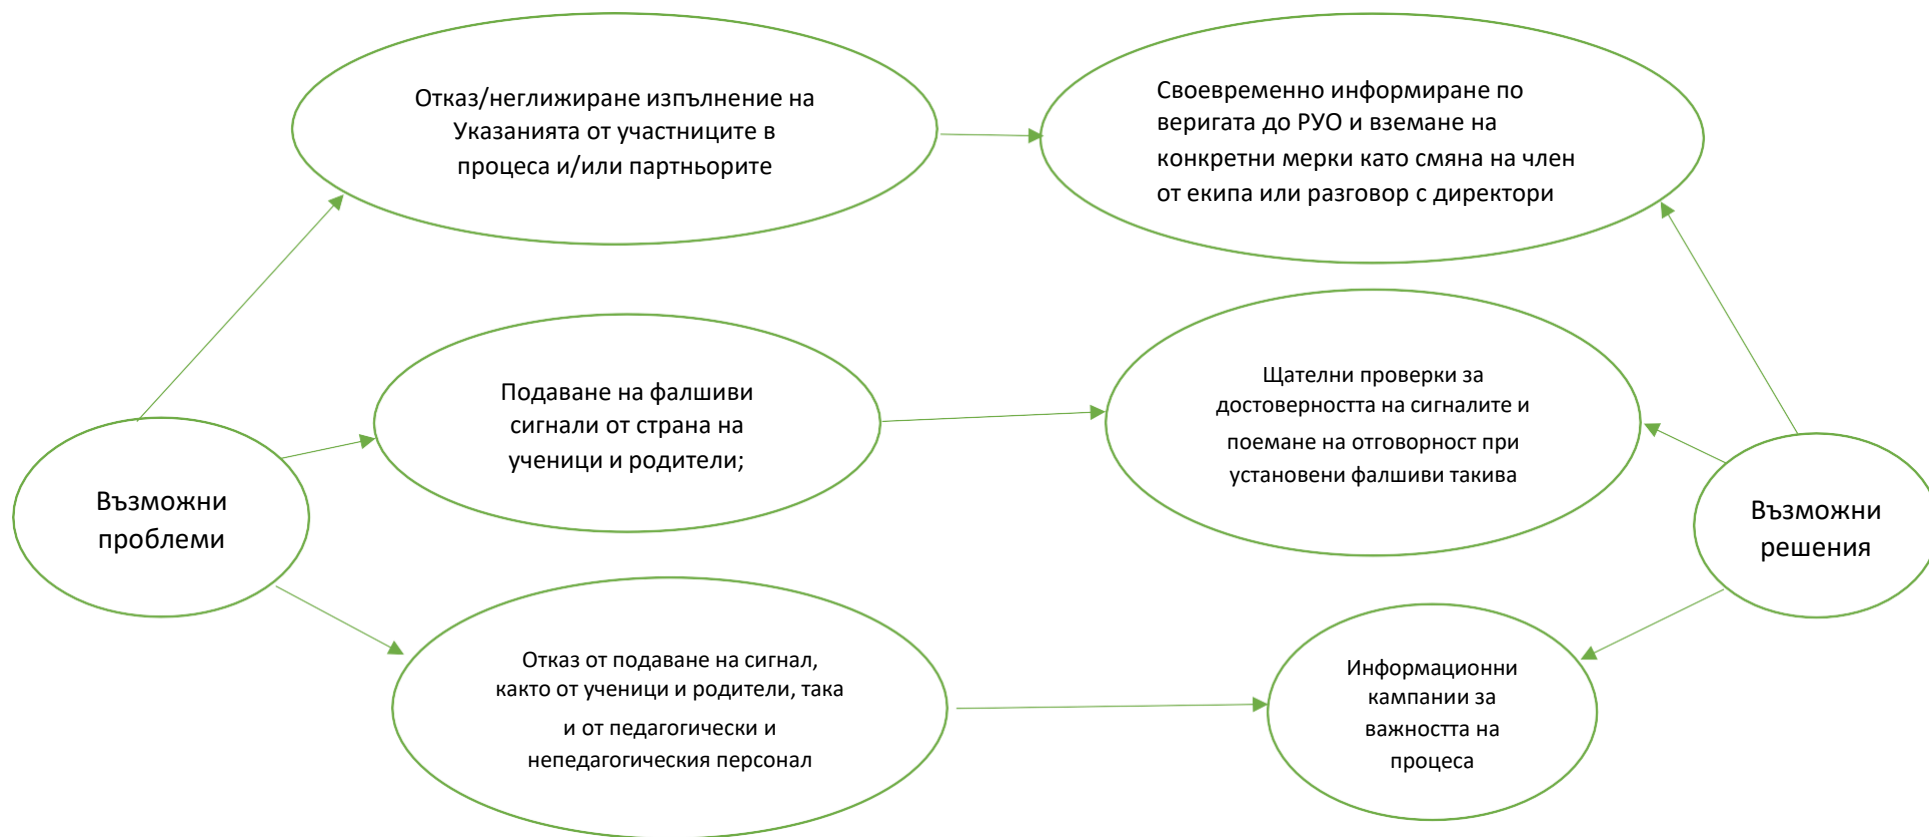 Отказ/неглижиране изпълнение на
Указанията от участниците в
процеса и/или партньорите
Своевременно информиране по
веригата до РУО и вземане на
конкретни мерки като смяна на член
от екипа или разговор с директори
Подаване на фалшиви
сигнали от страна на
ученици и родители;
Щателни проверки за
достоверността на сигналите и
поемане на отговорност при
установени фалшиви такива
Възможни
проблеми
Възможни
решения
Отказ от подаване на сигнал,
както от ученици и родители, така
и от педагогически и
непедагогическия персонал
Информационни
кампании за
важността на
процеса